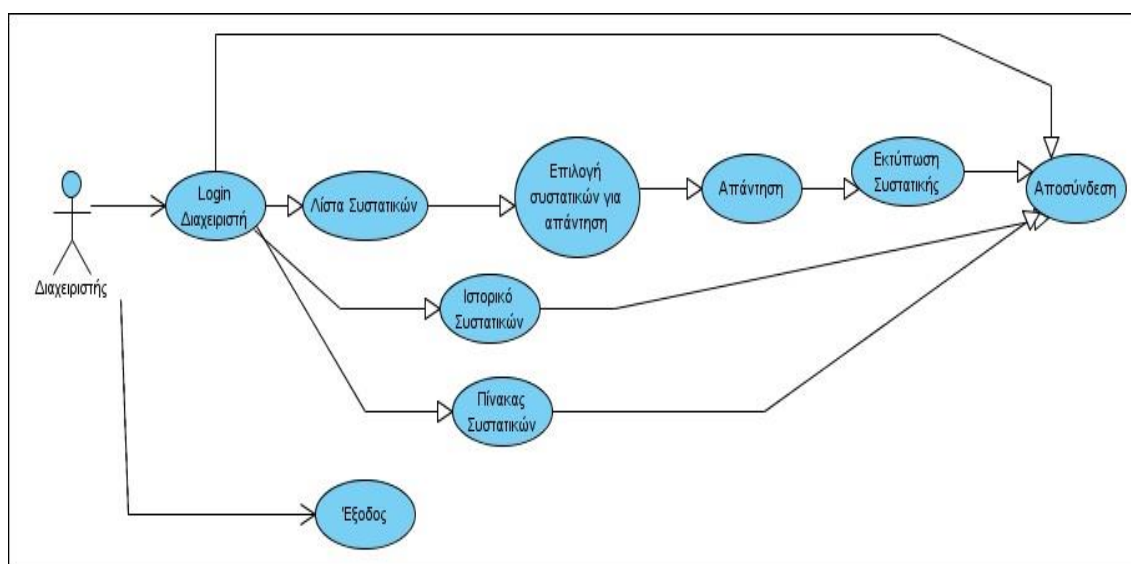 Διαχειριστής
Login
Διαχειριστή
Λίστα Συστατικών
Επιλογή
συστατικών για
απάντηση
Απάντηση
Εκτύπωση
Συστατικής
Αποσύνδεση
Ιστορικό
Συστατικών
Πίνακας
Συστατικών
Έξοδος